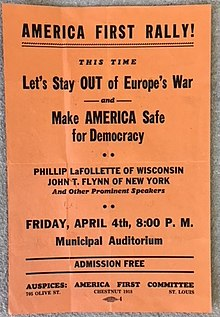 AMERICA FIRST RALLY!
THIS TIME
Let's Stay OUT of Europe's War
and
Make AMERICA Safe
for Democracy
PHILLIP LaFOLLETTE OF WISCONSIN
JOHN T. FLYNN OF NEW YORK
And Other Prominent Speakers
FRIDAY, APRIL 4th, 8:00 P. M.
Municipal Auditorium
ADMISSION FREE
AUSPICES: AMERICA FIRST COMMITTEE
705 OLIVE ST. CHESTNUT 1913 ST. LOUIS